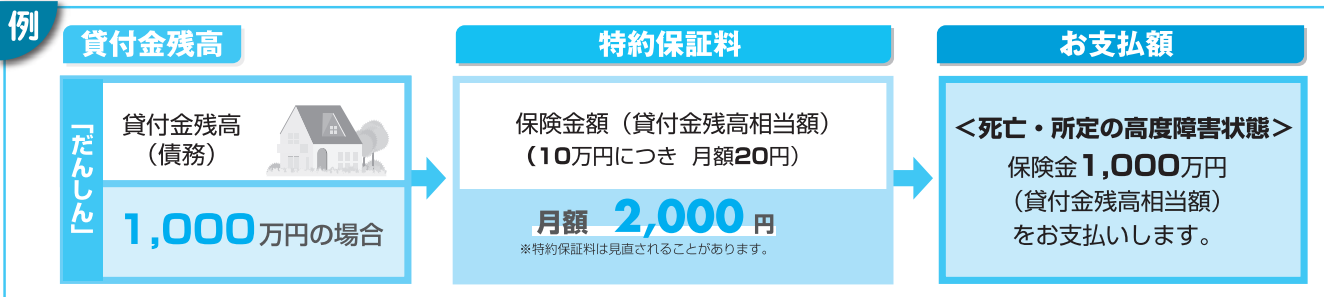 例
貸付金残高
「だんしん」
貸付金残高
（債務）
1,000万円の場合
特約保証料
保険金額（貸付金残高相当額）
（10万円につき 月額20円）
月額 2,000 円
※特約保証料は見直されることがあります。
お支払額
＜死亡・所定の高度障害状態＞
保険金1,000万円
（貸付金残高相当額）
をお支払いします。